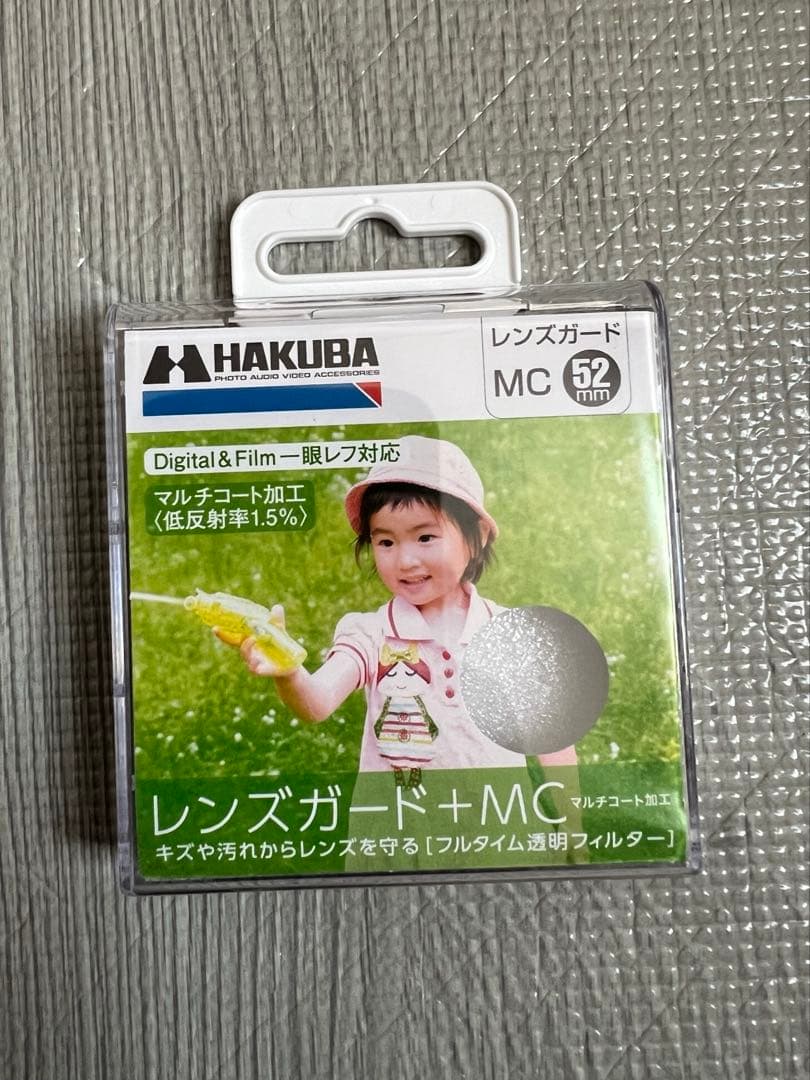 HAKUBA
PHOTO AUDIO VIDEO ACCESSORIES
レンズガード
MC 52mm
Digital & Film 一眼レフ対応
マルチコート加工
〈低反射率1.5%〉
レンズガード+MC マルチコート加工
キズや汚れからレンズを守る[フルタイム透明フィルター]